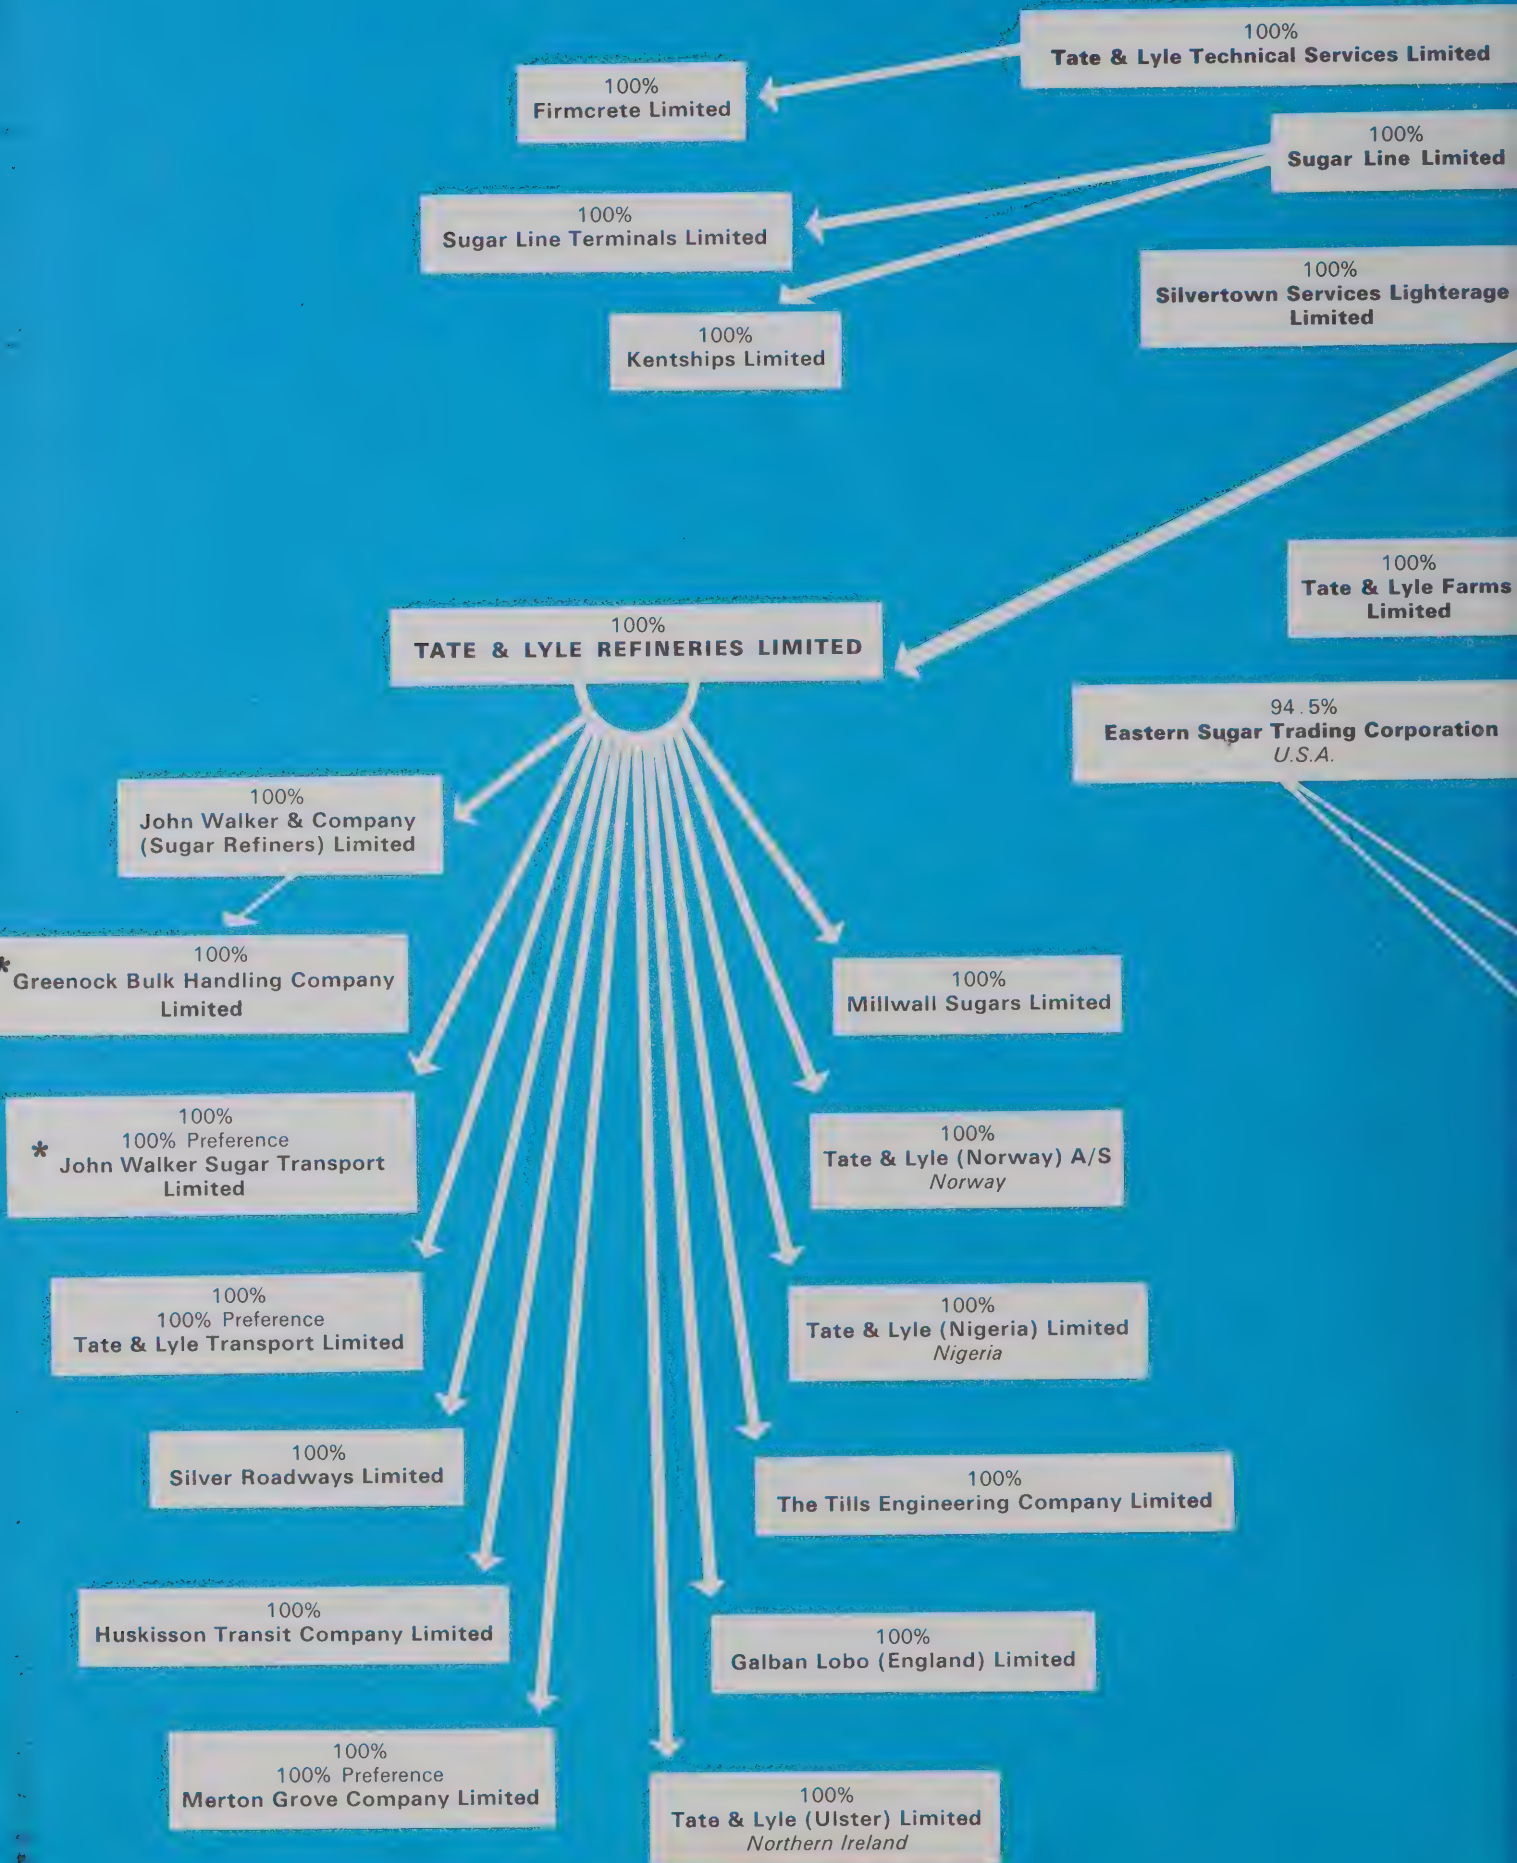 100%
Tate & Lyle Technical Services Limited
100%
Firmcrete Limited
100%
Sugar Line Limited
100%
Sugar Line Terminals Limited
100%
Silvertown Services Lighterage
Limited
100%
Kentships Limited
100%
Tate & Lyle Farms
Limited
100%
TATE & LYLE REFINERIES LIMITED
94.5%
Eastern Sugar Trading Corporation
U.S.A.
100%
John Walker & Company
(Sugar Refiners) Limited
100%
* Greenock Bulk Handling Company
Limited
100%
Millwall Sugars Limited
100%
100% Preference
* John Walker Sugar Transport
Limited
100%
Tate & Lyle (Norway) A/S
Norway
100%
100% Preference
Tate & Lyle Transport Limited
100%
Tate & Lyle (Nigeria) Limited
Nigeria
100%
Silver Roadways Limited
100%
The Tills Engineering Company Limited
100%
Huskisson Transit Company Limited
100%
Galban Lobo (England) Limited
100%
100% Preference
Merton Grove Company Limited
100%
Tate & Lyle (Ulster) Limited
Northern Ireland